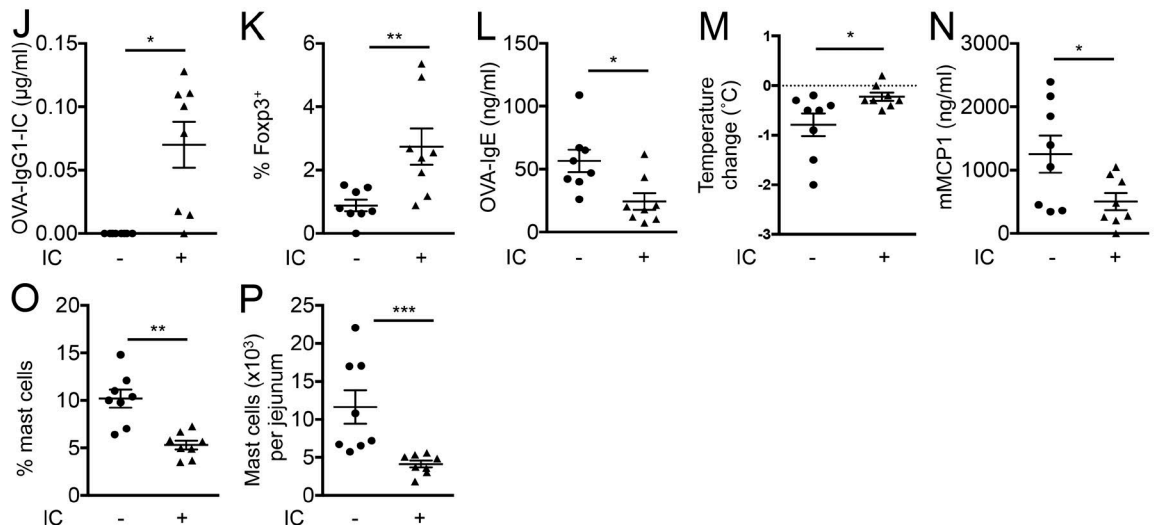 J
OVA-IgG1-IC (µg/ml)
0.15
0.10
0.05
0.00
*
IC - +
K
% Foxp3+
6
4
2
0
**
- +
L
OVA-IgE (ng/ml)
150
100
50
0
*
IC - +
M
Temperature
change (˚C)
1
0
-1
-2
-3
*
IC - +
N
mMCP1 (ng/ml)
3000
2000
1000
0
*
IC - +
O
% mast cells
20
15
10
5
0
**
IC - +
P
Mast cells (x10³)
per jejunum
25
20
15
10
5
0
***
IC - +